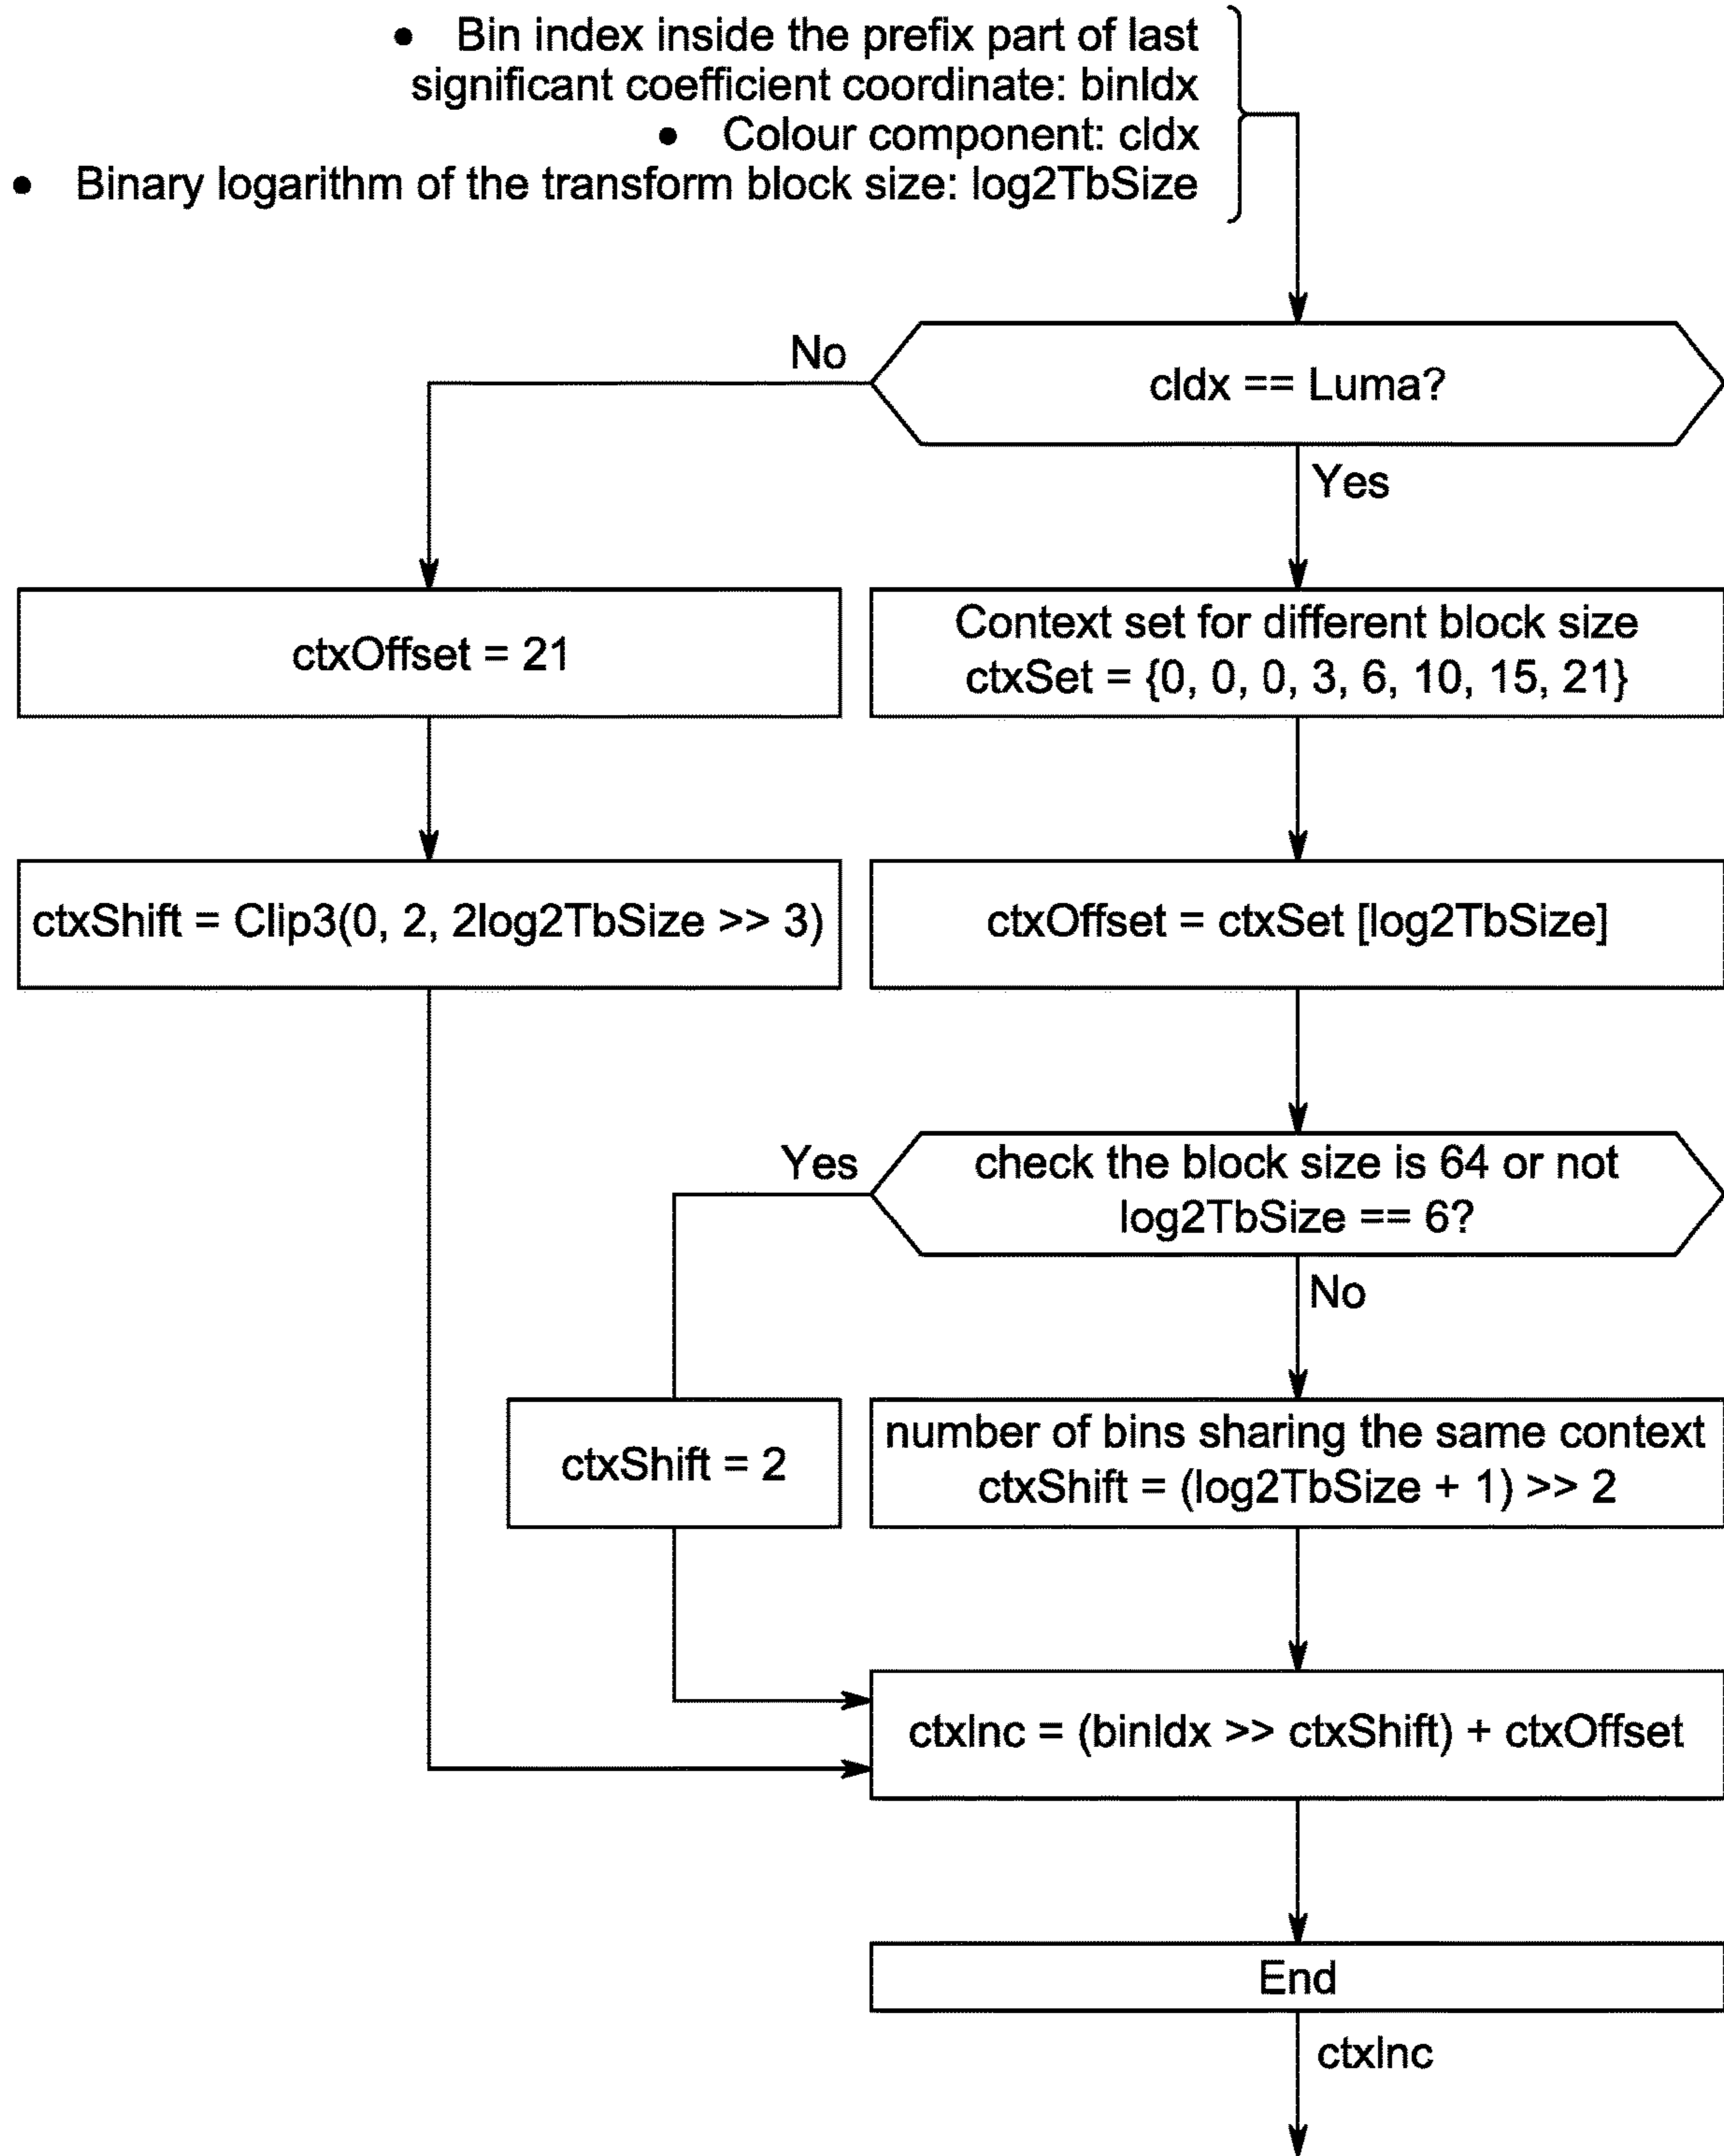 • Bin index inside the prefix part of last
significant coefficient coordinate: binIdx
• Colour component: cIdx
• Binary logarithm of the transform block size: log2TbSize
No
cIdx == Luma?
Yes
ctxOffset = 21
Context set for different block size
ctxSet = {0, 0, 0, 3, 6, 10, 15, 21}
ctxShift = Clip3(0, 2, 2log2TbSize >> 3)
ctxOffset = ctxSet [log2TbSize]
Yes
check the block size is 64 or not
log2TbSize == 6?
No
ctxShift = 2
number of bins sharing the same context
ctxShift = (log2TbSize + 1) >> 2
ctxInc = (binIdx >> ctxShift) + ctxOffset
End
ctxInc